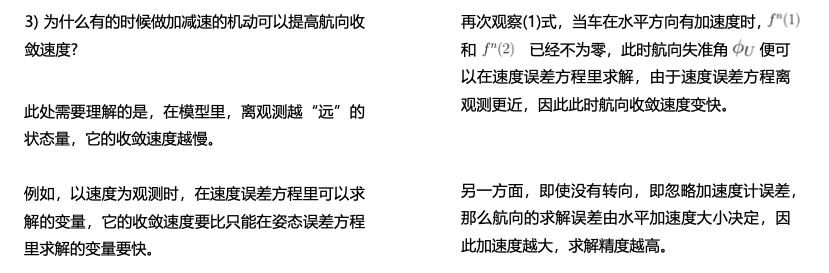 3) 为什么有的时候做加减速的机动可以提高航向收
敛速度?
此处需要理解的是，在模型里，离观测越“远”的
状态量，它的收敛速度越慢。
例如，以速度为观测时，在速度误差方程里可以求
解的变量，它的收敛速度要比只能在姿态误差方程
里求解的变量要快。
再次观察(1)式，当车在水平方向有加速度时，fⁿ(1)
和 fⁿ(2) 已经不为零，此时航向失准角 ϕU 便可
以在速度误差方程里求解，由于速度误差方程离
观测更近，因此此时航向收敛速度变快。
另一方面，即使没有转向，即忽略加速度计误差，
那么航向的求解误差由水平加速度大小决定，因
此加速度越大，求解精度越高。